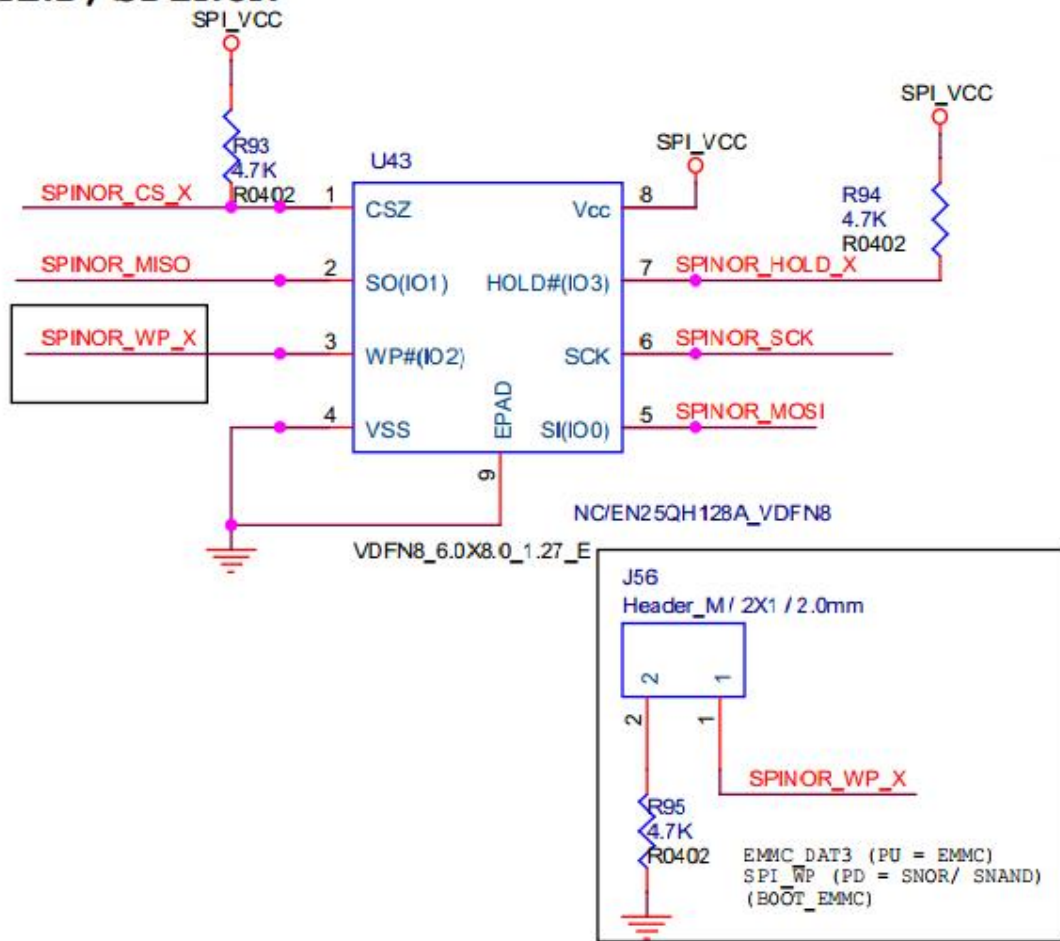 SPI_VCC
SPI_VCC
SPI_VCC
R93
4.7K
R0402
U43
R94
4.7K
R0402
SPINOR_CS_X
1
CSZ
Vcc
8
SPINOR_MISO
2
SO(IO1)
HOLD#(IO3)
7
SPINOR_HOLD_X
SPINOR_WP_X
3
WP#(IO2)
SCK
6
SPINOR_SCK
4
VSS
EPAD
SI(IO0)
5
SPINOR_MOSI
9
NC/EN25QH128A_VDFN8
VDFN8_6.0X8.0_1.27_E
J56
Header_M / 2X1 / 2.0mm
2
1
2
1
SPINOR_WP_X
R95
4.7K
R0402
EMMC_DAT3 (PU = EMMC)
SPI_WP (PD = SNOR/ SNAND)
(BOOT_EMMC)